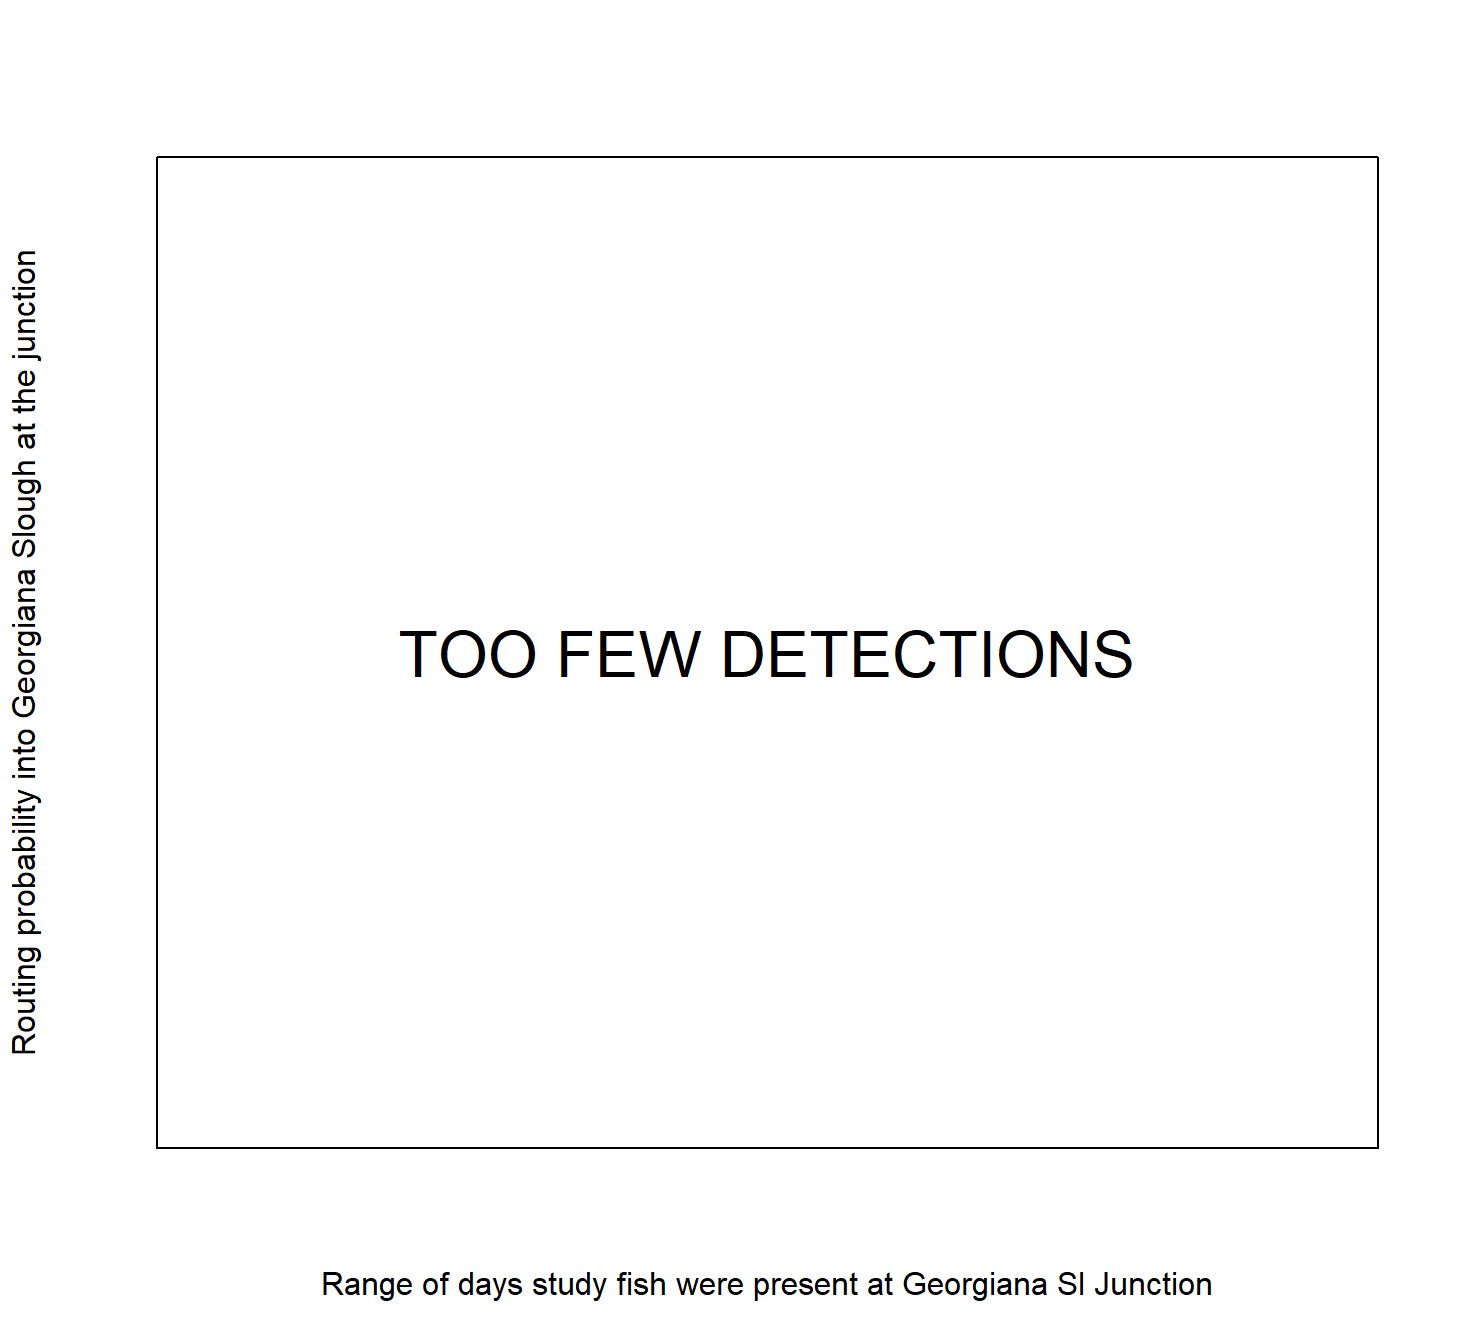 Routing probability into Georgiana Slough at the junction
TOO FEW DETECTIONS
Range of days study fish were present at Georgiana Sl Junction